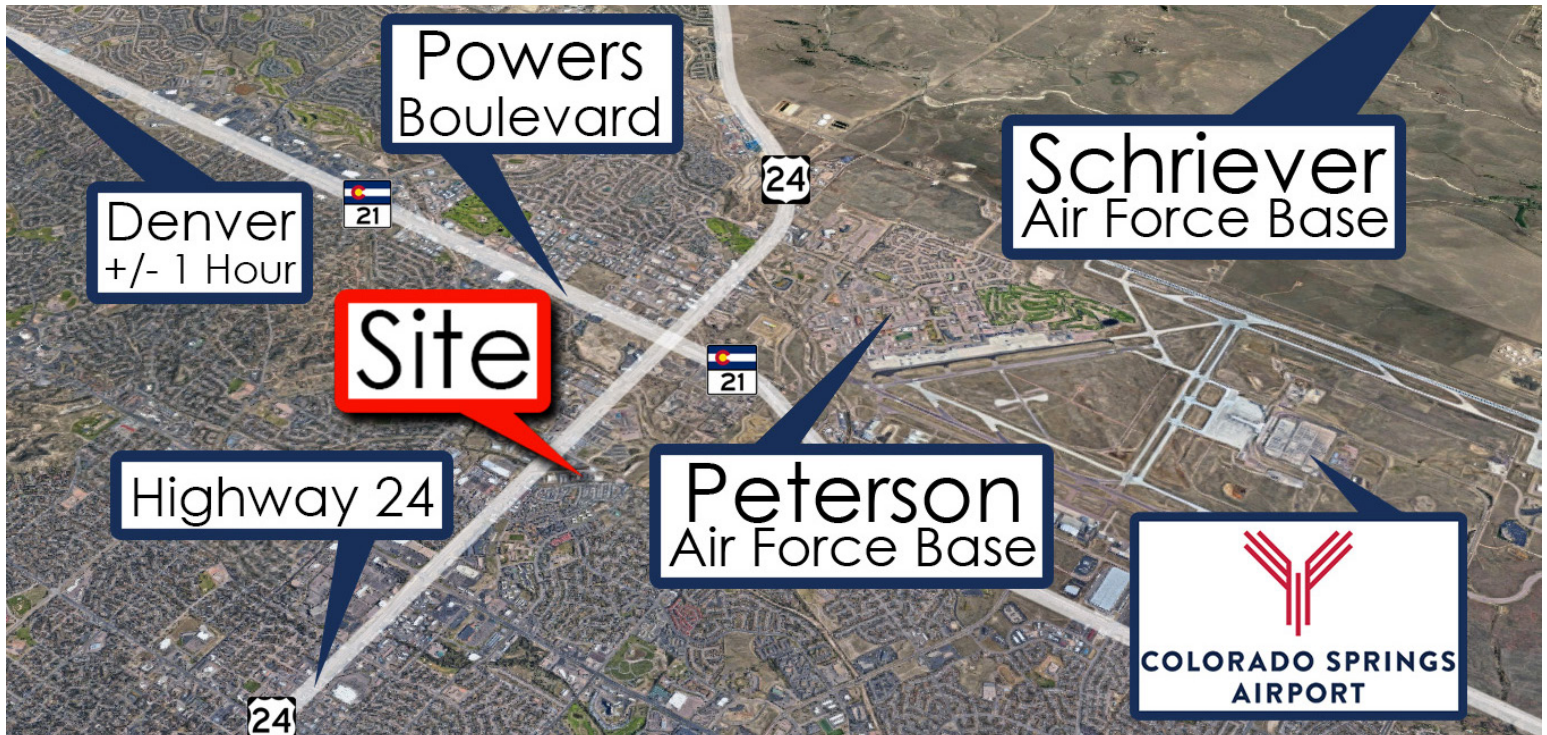 Powers
Boulevard
24
Schriever
Air Force Base
21
Denver
+/- 1 Hour
Site
21
Highway 24
Peterson
Air Force Base
COLORADO SPRINGS
AIRPORT
24